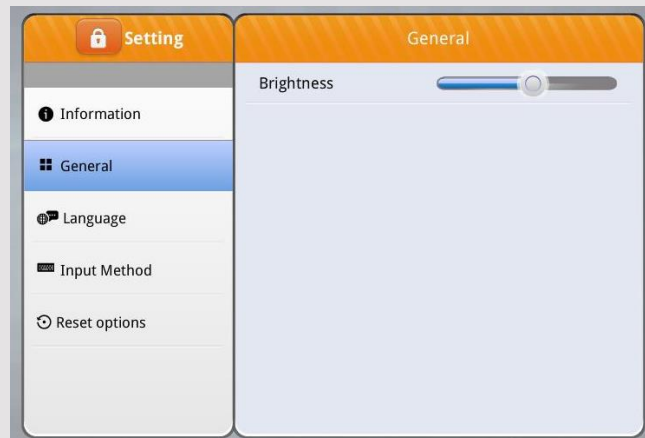 Setting
General
Brightness
Information
General
Language
Input Method
Reset options